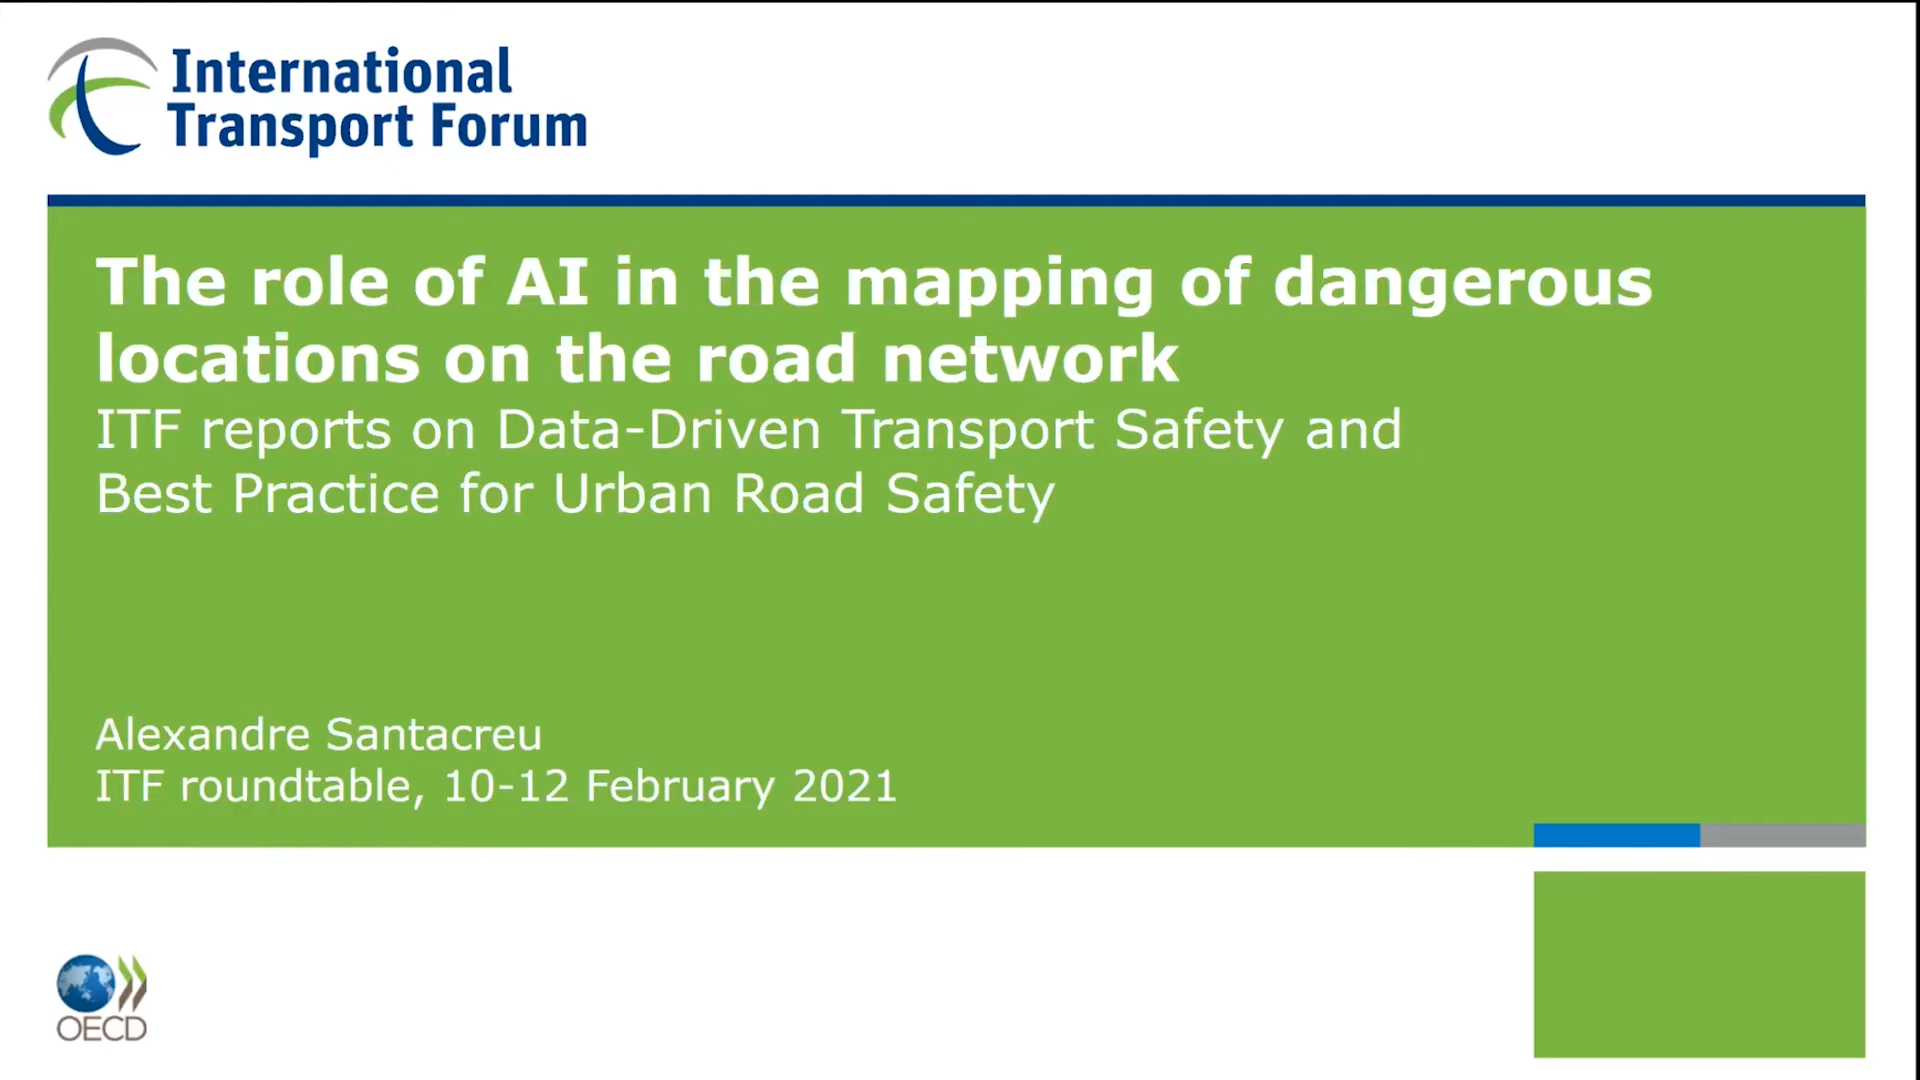 International
Transport Forum
The role of AI in the mapping of dangerous
locations on the road network
ITF reports on Data-Driven Transport Safety and
Best Practice for Urban Road Safety
Alexandre Santacreu
ITF roundtable, 10-12 February 2021
OECD